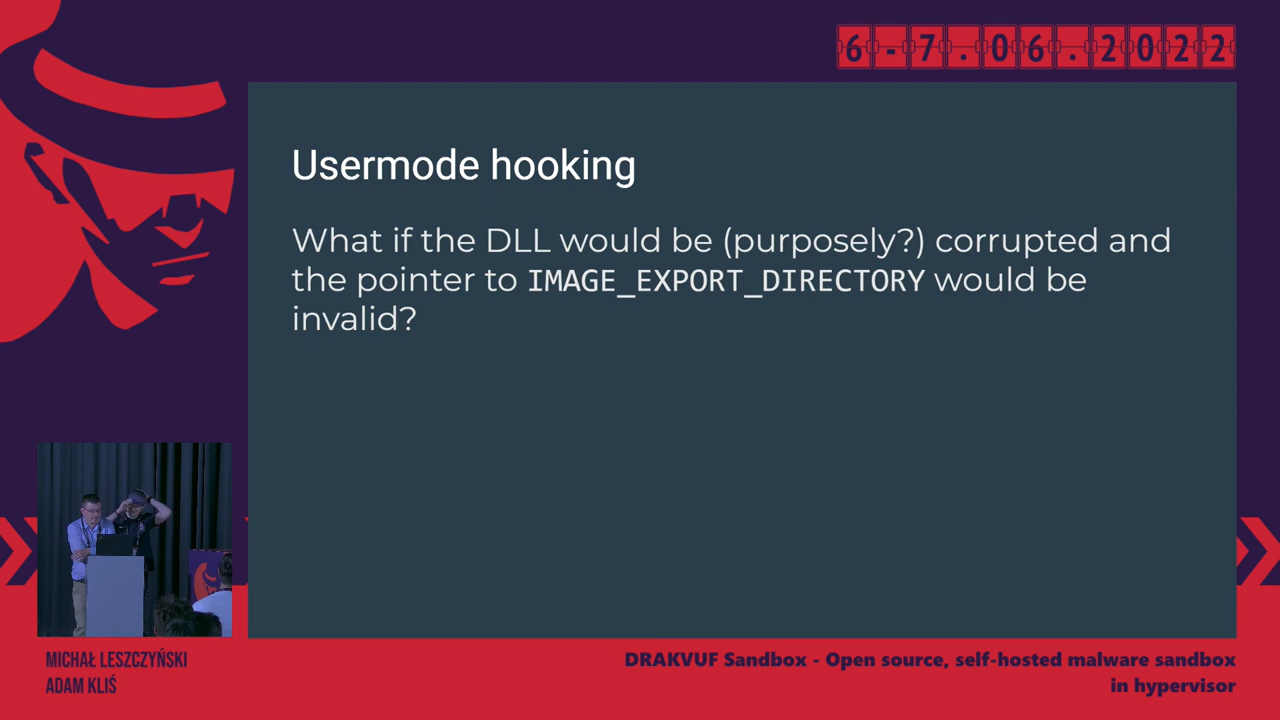 6-7.06.2022
Usermode hooking
What if the DLL would be (purposely?) corrupted and
the pointer to IMAGE_EXPORT_DIRECTORY would be
invalid?
MICHAŁ LESZCZYŃSKI
ADAM KLIŚ
DRAKVUF Sandbox - Open source, self-hosted malware sandbox
in hypervisor